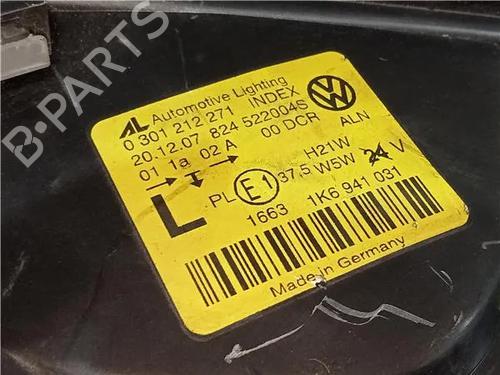 B-PARTS
AL Automotive Lighting
0 301 212 271 INDEX
20.12.07 824 522004S
01 1a 02 A 00 DCR ALN
L PL E1 37,5 H21W W5W 24V
1663 1K6 941 031
Made in Germany